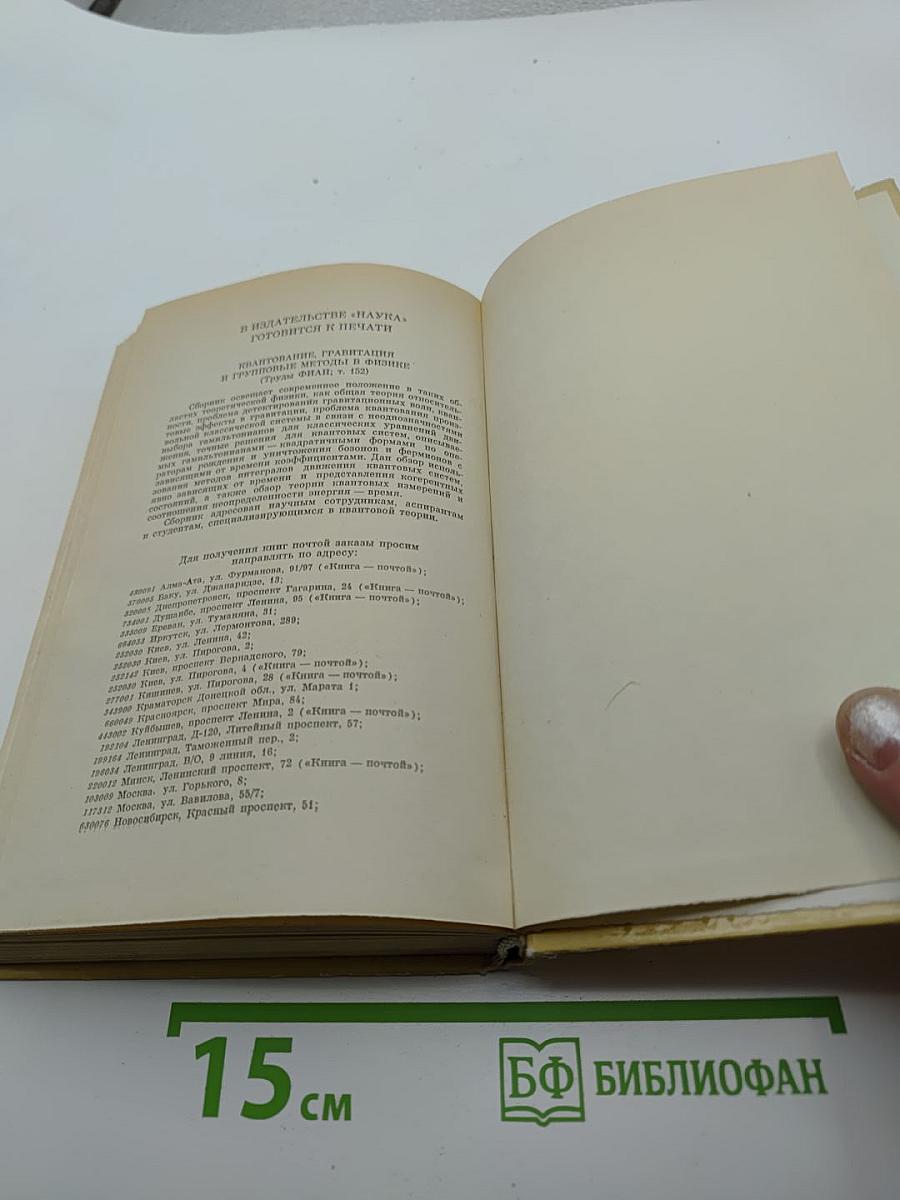 В ИЗДАТЕЛЬСТВЕ «НАУКА»
ГОТОВИТСЯ К ПЕЧАТИ
КВАНТОВАНИЕ, ГРАВИТАЦИЯ
И ГРУППОВЫЕ МЕТОДЫ В ФИЗИКЕ
(Труды ФИАН; т. 152)
Сборник освещает современное положение в таких об-
ластях теоретической физики, как общая теория относитель-
ности, проблема детектирования гравитационных волн, кван-
товые эффекты в гравитации, проблема квантования произ-
вольной классической системы в связи с неоднозначностями
выбора гамильтонианов для классических уравнений дви-
жения, точные решения для квантовых систем, описывае-
мых гамильтонианами — квадратичными формами по опе-
раторам рождения и уничтожения бозонов и фермионов с
зависящими от времени коэффициентами. Дан обзор исполь-
зования методов интегралов движения квантовых систем,
явно зависящих от времени и представления когерентных
состояний, а также обзор теории квантовых измерений и
соотношения неопределенности энергия — время.
Сборник адресован научным сотрудникам, аспирантам
и студентам, специализирующимся в квантовой теории.
Для получения книг почтой заказы просим
направлять по адресу:
480091 Алма-Ата, ул. Фурманова, 91/97 («Книга — почтой»);
370005 Баку, ул. Джапаридзе, 13;
320005 Днепропетровск, проспект Гагарина, 24 («Книга — почтой»);
734001 Душанбе, проспект Ленина, 95 («Книга — почтой»);
335009 Ереван, ул. Туманяна, 31;
664033 Иркутск, ул. Лермонтова, 289;
252030 Киев, ул. Ленина, 42;
252030 Киев, ул. Пирогова, 2;
252142 Киев, проспект Вернадского, 79;
252030 Киев, ул. Пирогова, 4 («Книга — почтой»);
277001 Кишинев, ул. Пирогова, 28 («Книга — почтой»);
343900 Краматорск Донецкой обл., ул. Марата 1;
660049 Красноярск, проспект Мира, 84;
443002 Куйбышев, проспект Ленина, 2 («Книга — почтой»);
192104 Ленинград, Д-120, Литейный проспект, 57;
199164 Ленинград, Таможенный пер., 2;
196034 Ленинград, В/О, 9 линия, 16;
220012 Минск, Ленинский проспект, 72 («Книга — почтой»);
103009 Москва, ул. Горького, 8;
117312 Москва, ул. Вавилова, 55/7;
630076 Новосибирск, Красный проспект, 51;
15 см
БФ БИБЛИОФАН